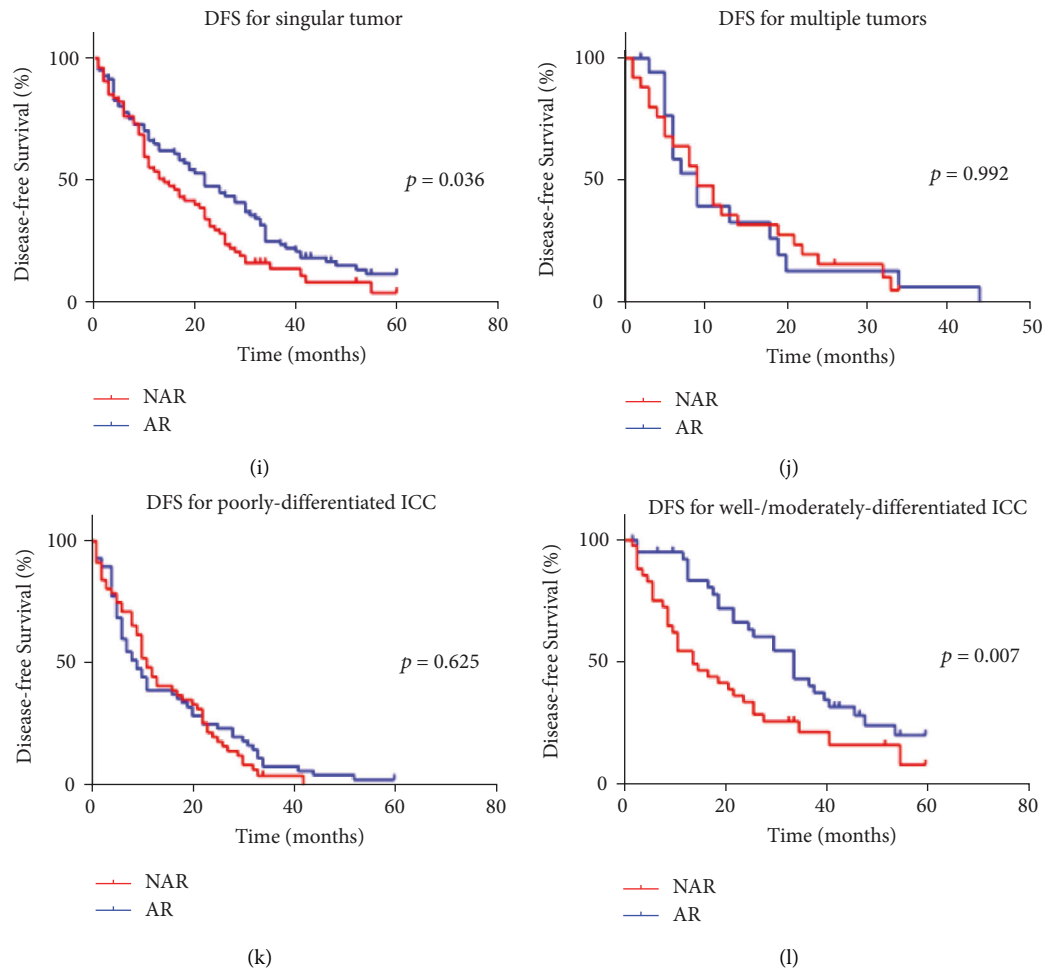 DFS for singular tumor
100
50
0
Disease-free Survival (%)
p = 0.036
0 20 40 60 80
Time (months)
NAR
AR
(i)
DFS for multiple tumors
100
50
0
Disease-free Survival (%)
p = 0.992
0 10 20 30 40 50
Time (months)
NAR
AR
(j)
DFS for poorly-differentiated ICC
100
50
0
Disease-free Survival (%)
p = 0.625
0 20 40 60 80
Time (months)
NAR
AR
(k)
DFS for well-/moderately-differentiated ICC
100
50
0
Disease-free Survival (%)
p = 0.007
0 20 40 60 80
Time (months)
NAR
AR
(l)